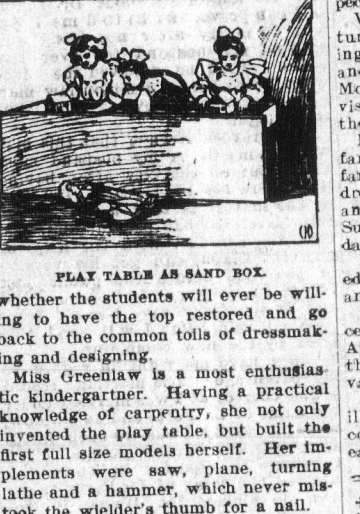 PLAY TABLE AS SAND BOX.
whether the students will ever be will-
ing to have the top restored and go
back to the common toils of dressmak-
ing and designing.
Miss Greenlaw is a most enthusias-
tic kindergartner. Having a practical
knowledge of carpentry, she not only
invented the play table, but built the
first full size models herself. Her im-
plements were saw, plane, turning
lathe and a hammer, which never mis-
took the wielder's thumb for a nail.